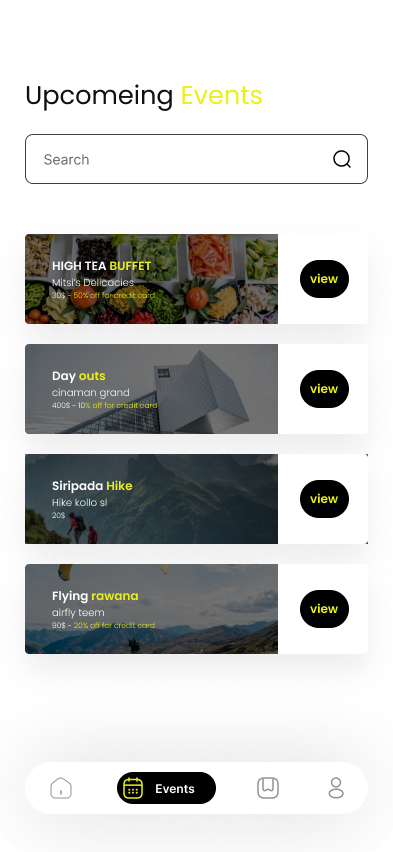 Upcomeing Events
Search
HIGH TEA BUFFET
Mitsi's Delicacies
30$ - 50% off for credit card
view
Day outs
cinaman grand
400$ - 10% off for credit card
view
Siripada Hike
Hike kollo sl
20$
view
Flying rawana
airfly teem
90$ - 20% off for credit card
view
Events